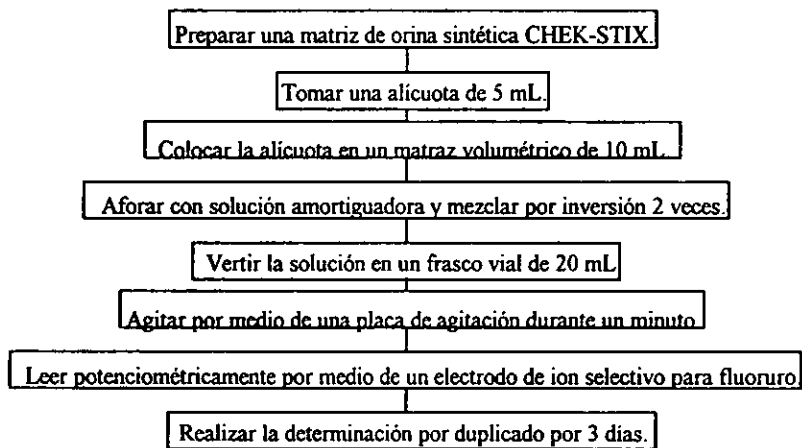 Preparar una matriz de orina sintética CHEK-STIX.
Tomar una alícuota de 5 mL.
Colocar la alícuota en un matraz volumétrico de 10 mL
Aforar con solución amortiguadora y mezclar por inversión 2 veces.
Vertir la solución en un frasco vial de 20 mL
Agitar por medio de una placa de agitación durante un minuto
Leer potenciométricamente por medio de un electrodo de ion selectivo para fluoruro
Realizar la determinación por duplicado por 3 días.